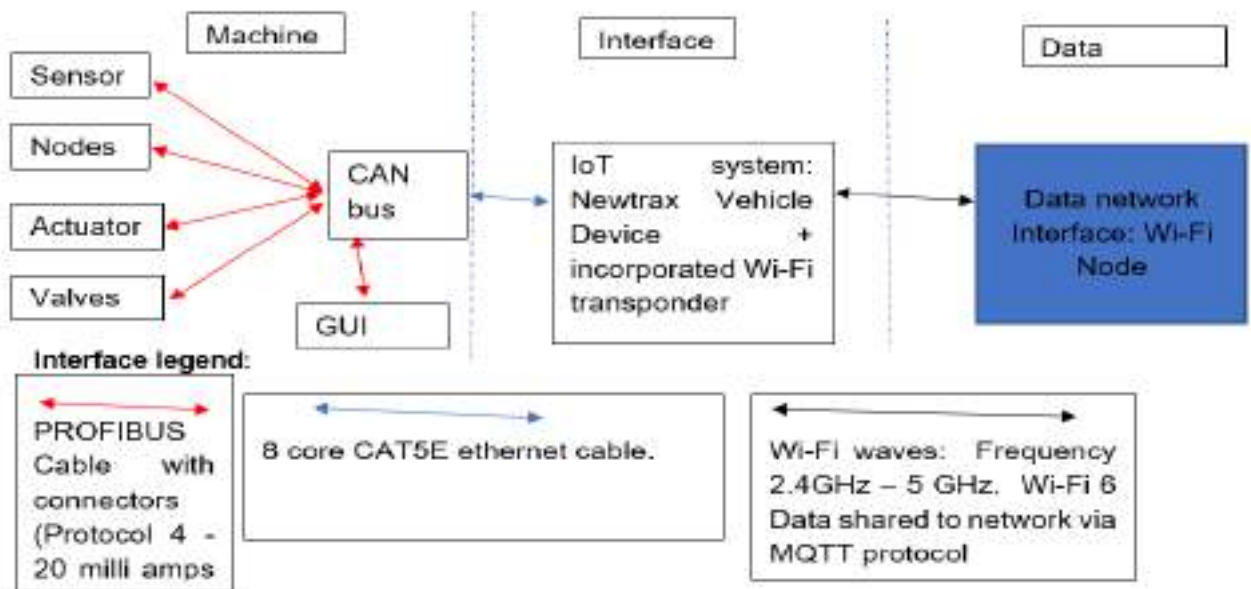 Machine
Interface
Data
Sensor
Nodes
Actuator
Valves
CAN
bus
GUI
IoT system:
Newtrax Vehicle
Device +
incorporated Wi-Fi
transponder
Data network
Interface: Wi-Fi
Node
Interface legend:
PROFIBUS
Cable with
connectors
(Protocol 4 -
20 milli amps
8 core CAT5E ethernet cable.
Wi-Fi waves: Frequency
2.4GHz – 5 GHz. Wi-Fi 6
Data shared to network via
MQTT protocol